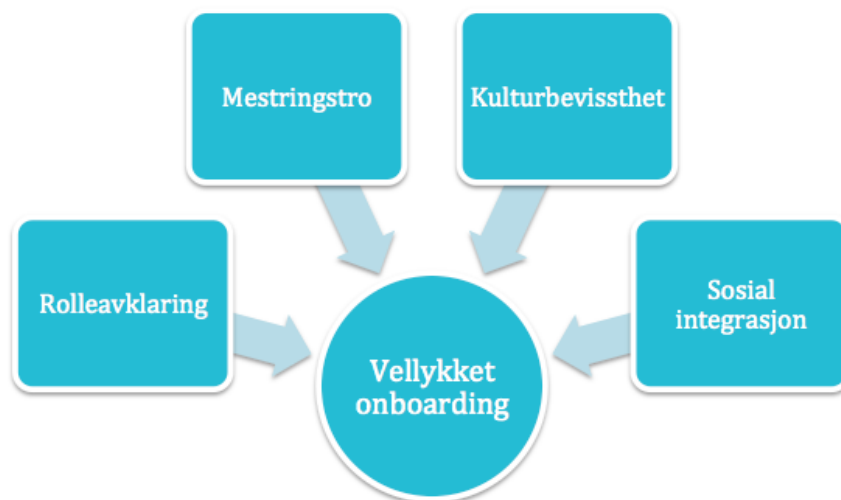 Mestringstro
Kulturbevissthet
Rolleavklaring
Sosial
integrasjon
Vellykket
onboarding